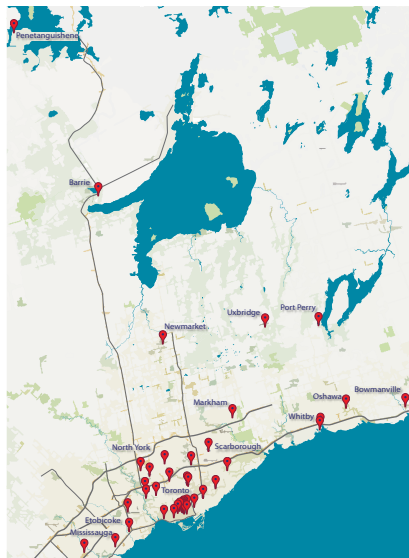 Penetanguishene
Barrie
Uxbridge
Port Perry
Newmarket
Bowmanville
Oshawa
Markham
Whitby
North York
Scarborough
Toronto
Etobicoke
Mississauga